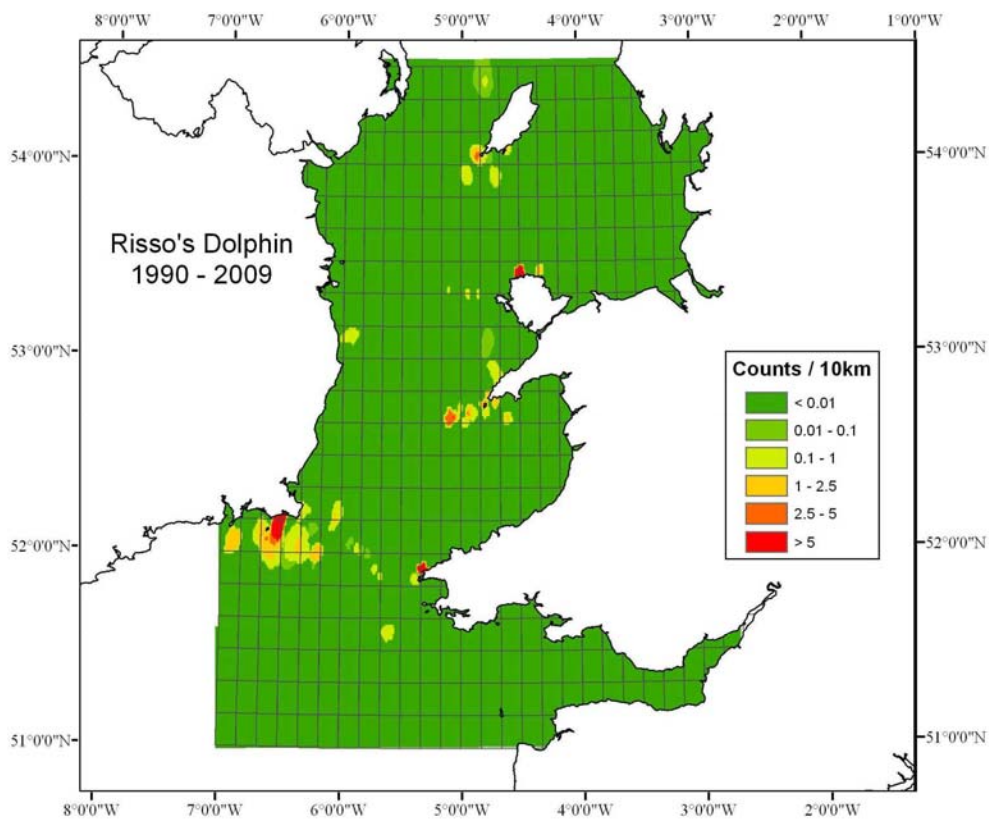 8°0'0"W 7°0'0"W 6°0'0"W 5°0'0"W 4°0'0"W 3°0'0"W 2°0'0"W 1°0'0"W
54°0'0"N 54°0'0"N
Risso's Dolphin
1990 - 2009
53°0'0"N 53°0'0"N
Counts / 10km
< 0.01
0.01 - 0.1
0.1 - 1
1 - 2.5
2.5 - 5
> 5
52°0'0"N 52°0'0"N
51°0'0"N 51°0'0"N
8°0'0"W 7°0'0"W 6°0'0"W 5°0'0"W 4°0'0"W 3°0'0"W 2°0'0"W